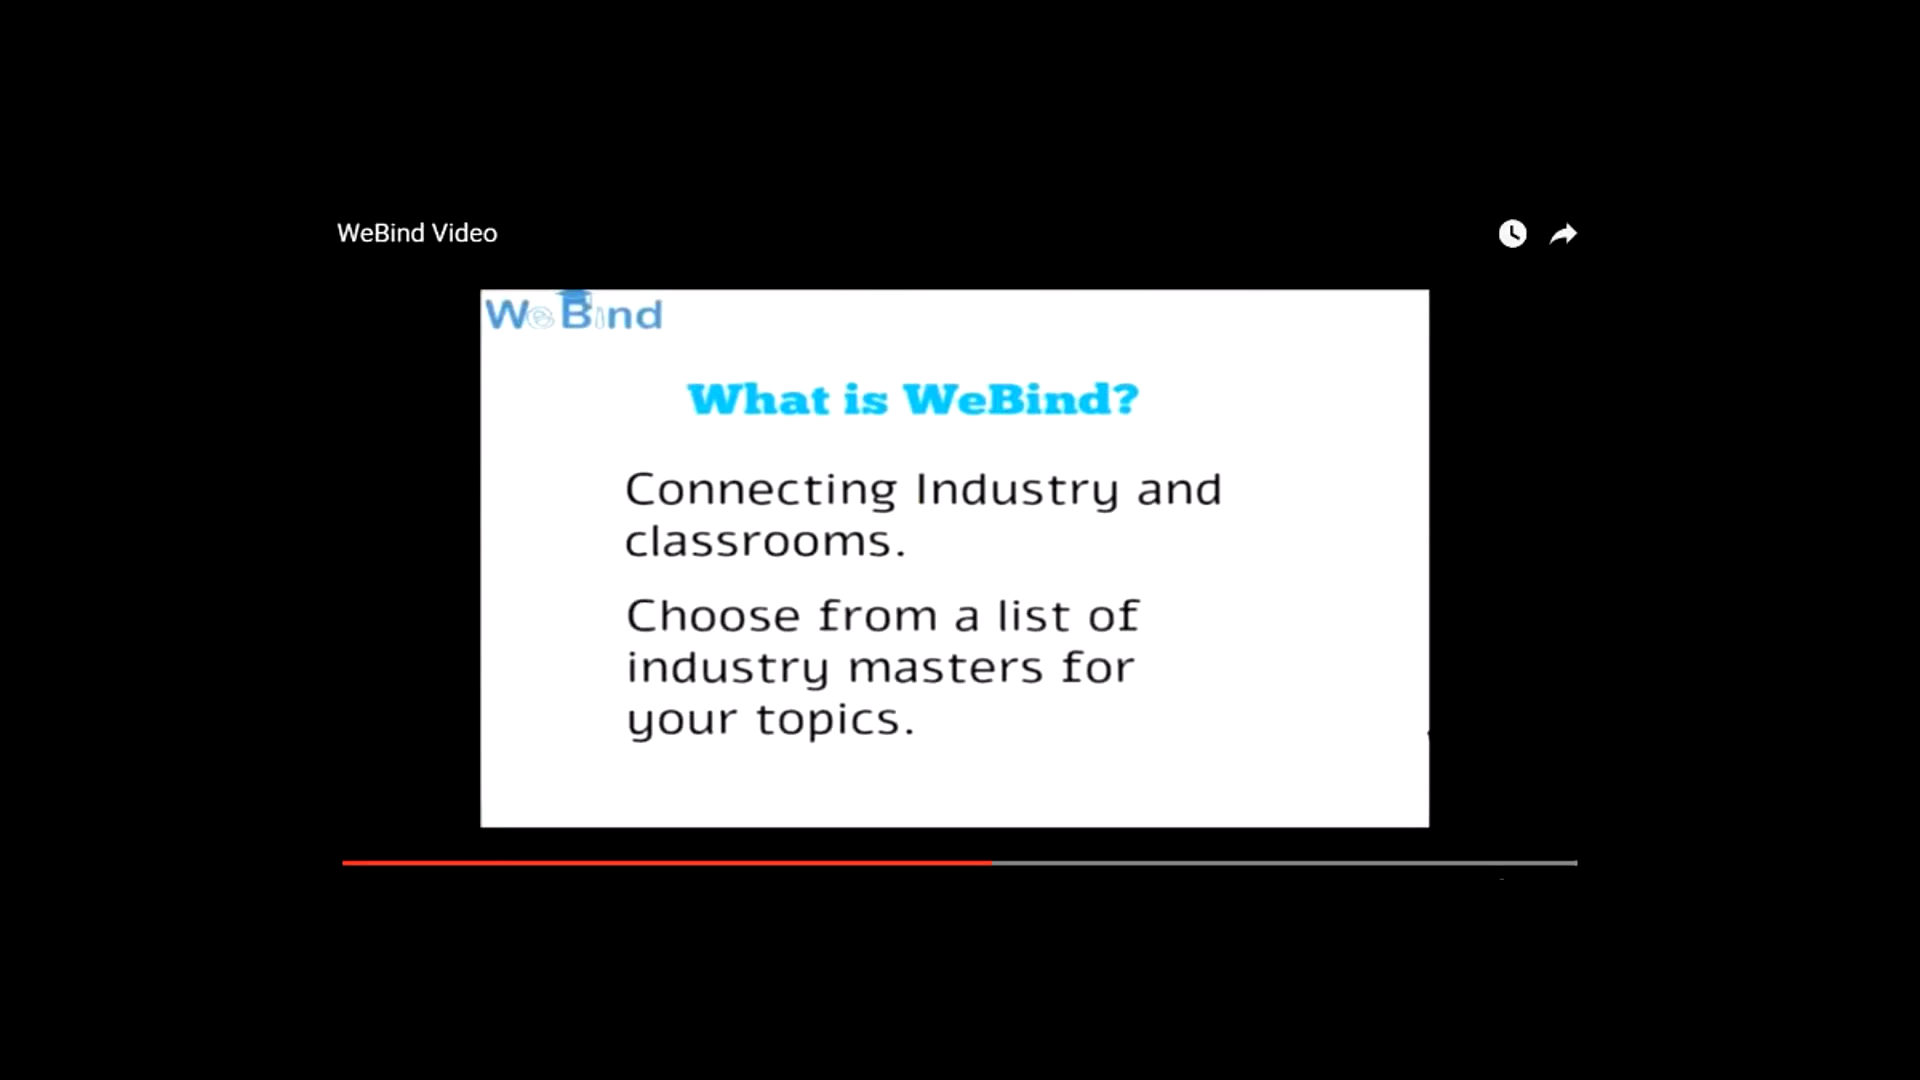 WeBind Video
WeBind
What is WeBind?
Connecting Industry and
classrooms.
Choose from a list of
industry masters for
your topics.